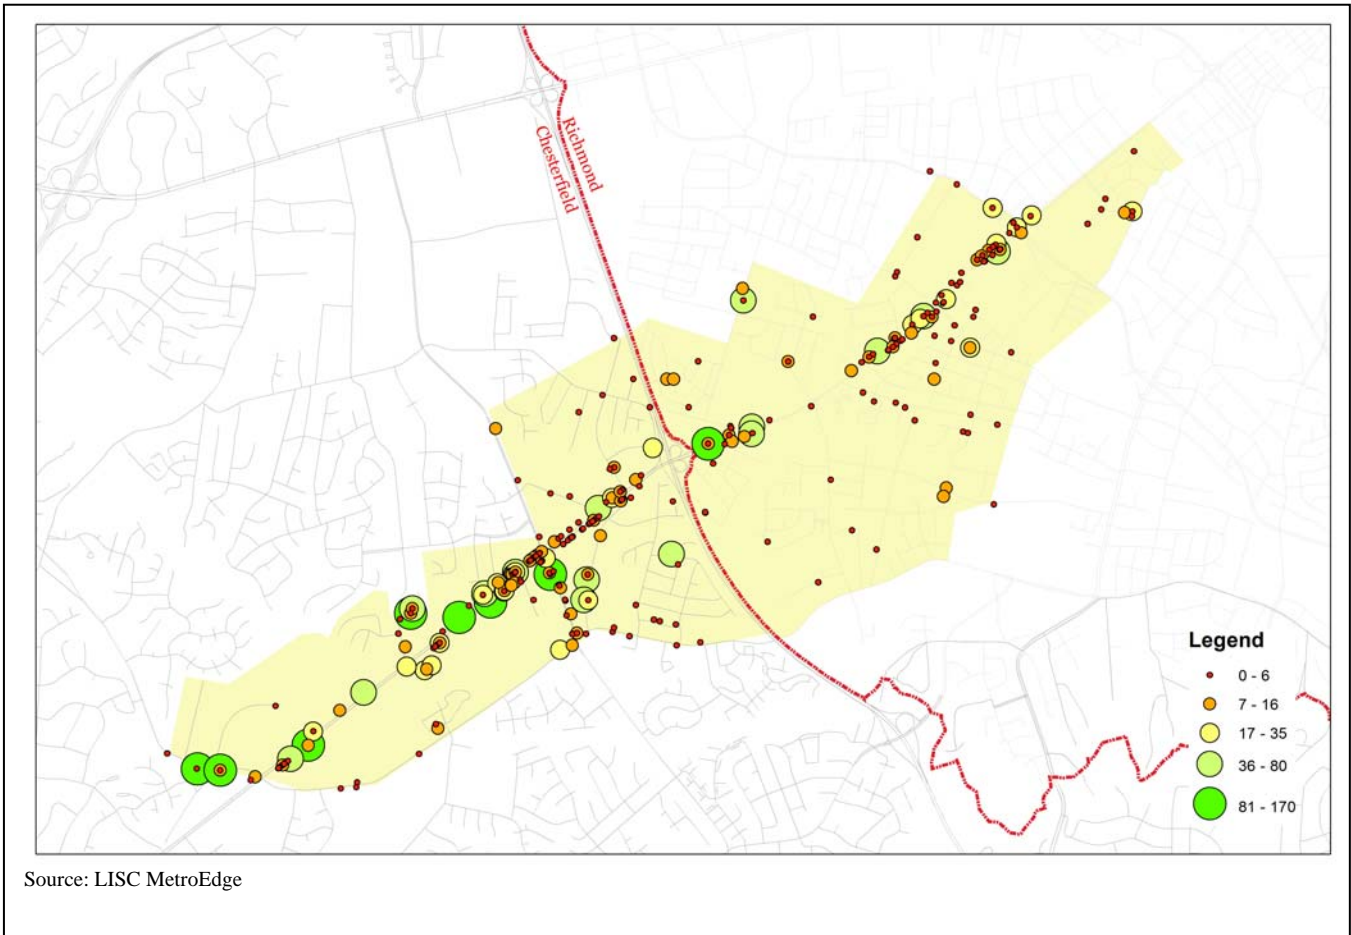 Richmond
Chesterfield
Legend
0 - 6
7 - 16
17 - 35
36 - 80
81 - 170
Source: LISC MetroEdge